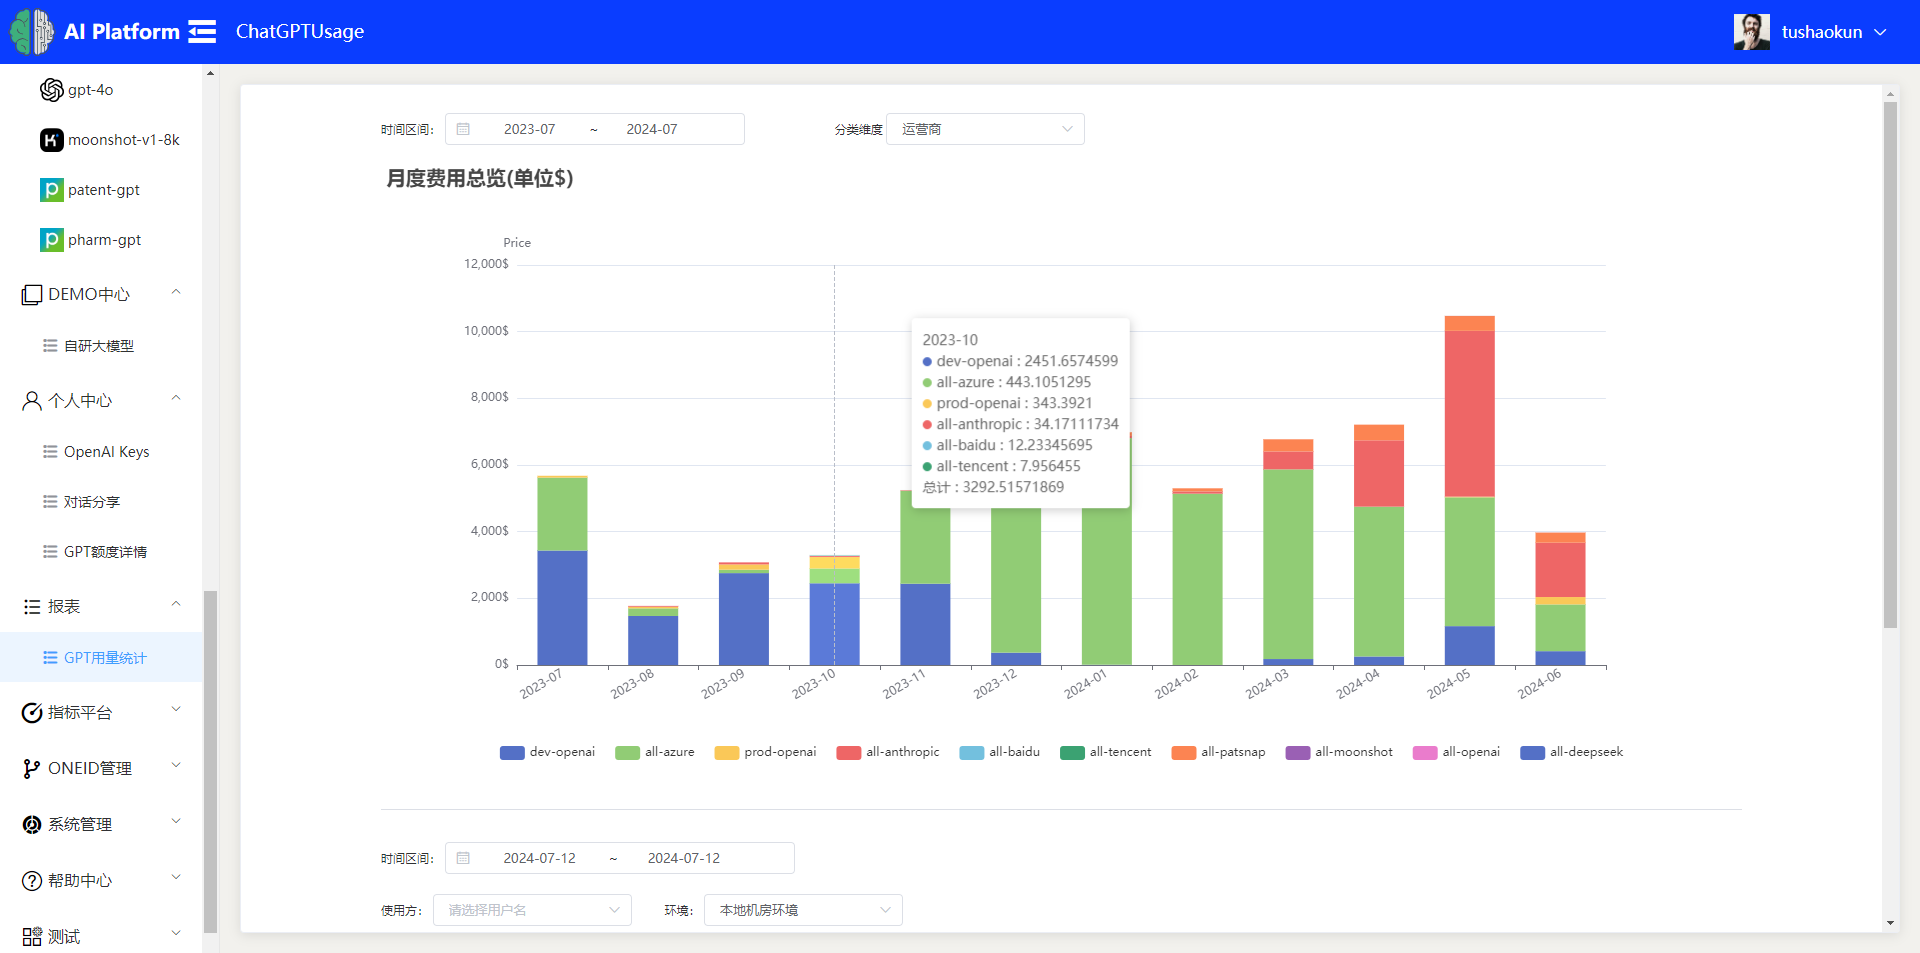 AI Platform
ChatGPTUsage
tushaokun
gpt-4o
moonshot-v1-8k
patent-gpt
pharm-gpt
DEMO中心
自研大模型
个人中心
OpenAI Keys
对话分享
GPT额度详情
报表
GPT用量统计
指标平台
ONEID管理
系统管理
帮助中心
测试
时间区间: 2023-07 ~ 2024-07
分类维度 运营商
月度费用总览(单位$)
Price
12,000$
10,000$
8,000$
6,000$
4,000$
2,000$
0$
2023-10
dev-openai : 2451.6574599
all-azure : 443.1051295
prod-openai : 343.3921
all-anthropic : 34.17111734
all-baidu : 12.23345695
all-tencent : 7.956455
总计 : 3292.51571869
2023-07 2023-08 2023-09 2023-10 2023-11 2023-12 2024-01 2024-02 2024-03 2024-04 2024-05 2024-06
dev-openai all-azure prod-openai all-anthropic all-baidu all-tencent all-patsnap all-moonshot all-openai all-deepseek
时间区间: 2024-07-12 ~ 2024-07-12
使用方: 请选择用户名 环境: 本地机房环境